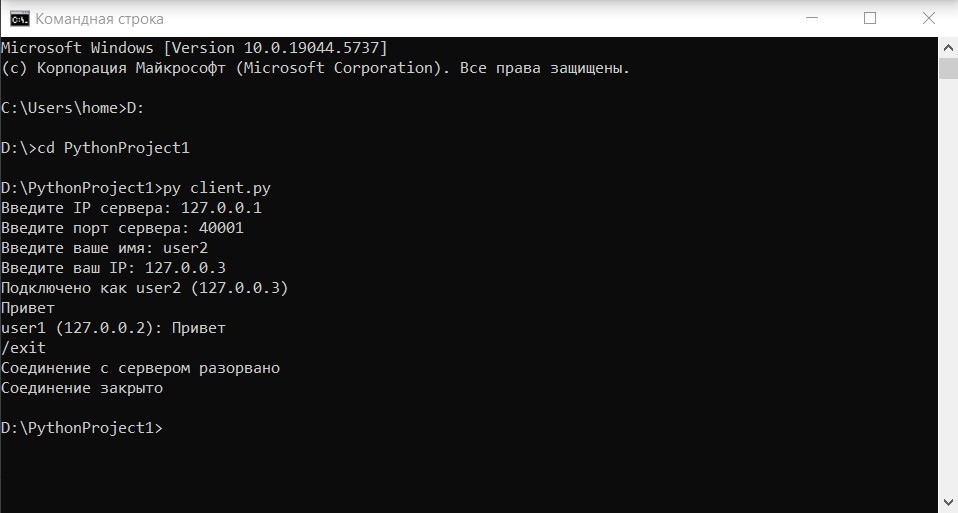 Командная строка
Microsoft Windows [Version 10.0.19044.5737]
(c) Корпорация Майкрософт (Microsoft Corporation). Все права защищены.
C:\Users\home>D:
D:\>cd PythonProject1
D:\PythonProject1>py client.py
Введите IP сервера: 127.0.0.1
Введите порт сервера: 40001
Введите ваше имя: user2
Введите ваш IP: 127.0.0.3
Подключено как user2 (127.0.0.3)
Привет
user1 (127.0.0.2): Привет
/exit
Соединение с сервером разорвано
Соединение закрыто
D:\PythonProject1>